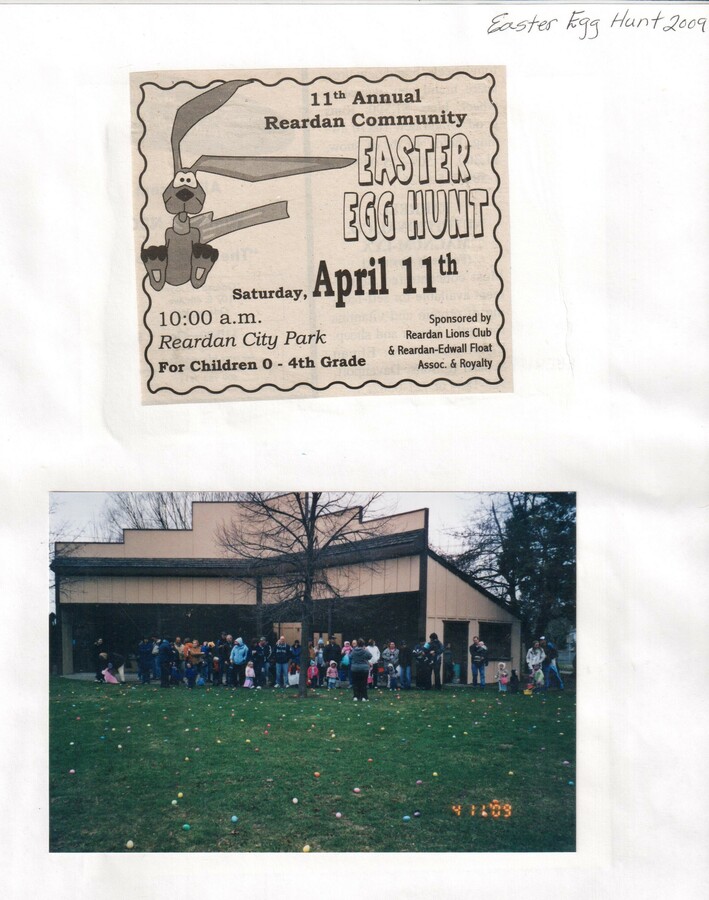 Easter Egg Hunt 2009
11th Annual
Reardan Community
EASTER
EGG HUNT
Saturday, April 11th
10:00 a.m.
Reardan City Park
For Children 0 - 4th Grade
Sponsored by
Reardan Lions Club
& Reardan-Edwall Float
Assoc. & Royalty
4 11 '09